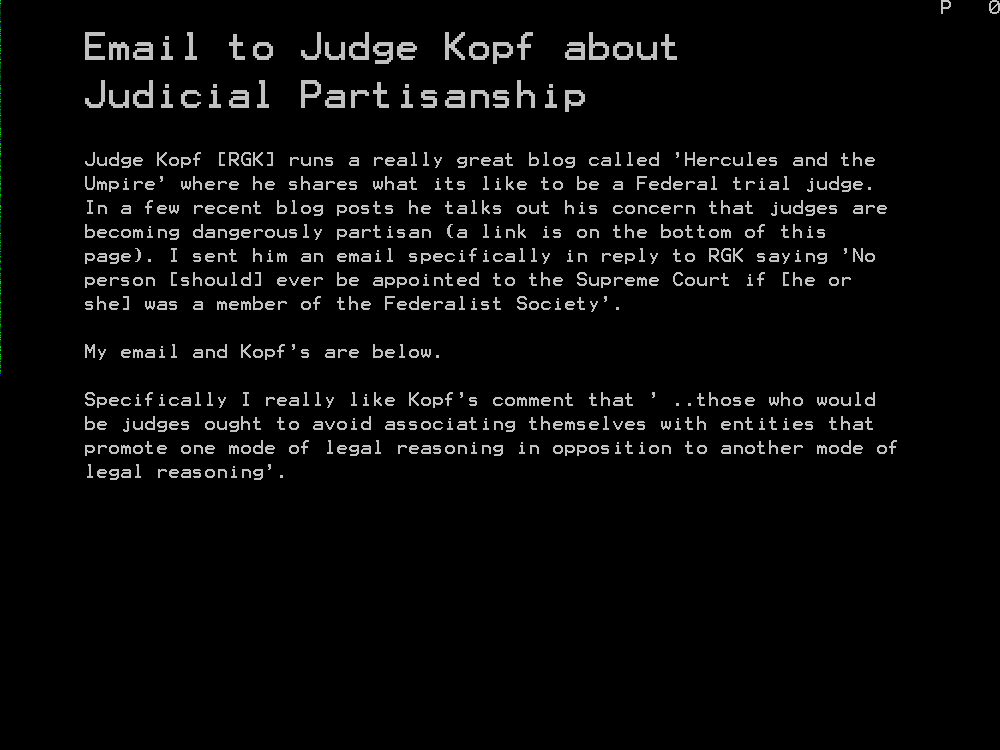 P 0
Email to Judge Kopf about
Judicial Partisanship
Judge Kopf [RGK] runs a really great blog called 'Hercules and the
Umpire' where he shares what its like to be a Federal trial judge.
In a few recent blog posts he talks out his concern that judges are
becoming dangerously partisan (a link is on the bottom of this
page). I sent him an email specifically in reply to RGK saying 'No
person [should] ever be appointed to the Supreme Court if [he or
she] was a member of the Federalist Society'.
My email and Kopf's are below.
Specifically I really like Kopf's comment that ' ..those who would
be judges ought to avoid associating themselves with entities that
promote one mode of legal reasoning in opposition to another mode of
legal reasoning'.